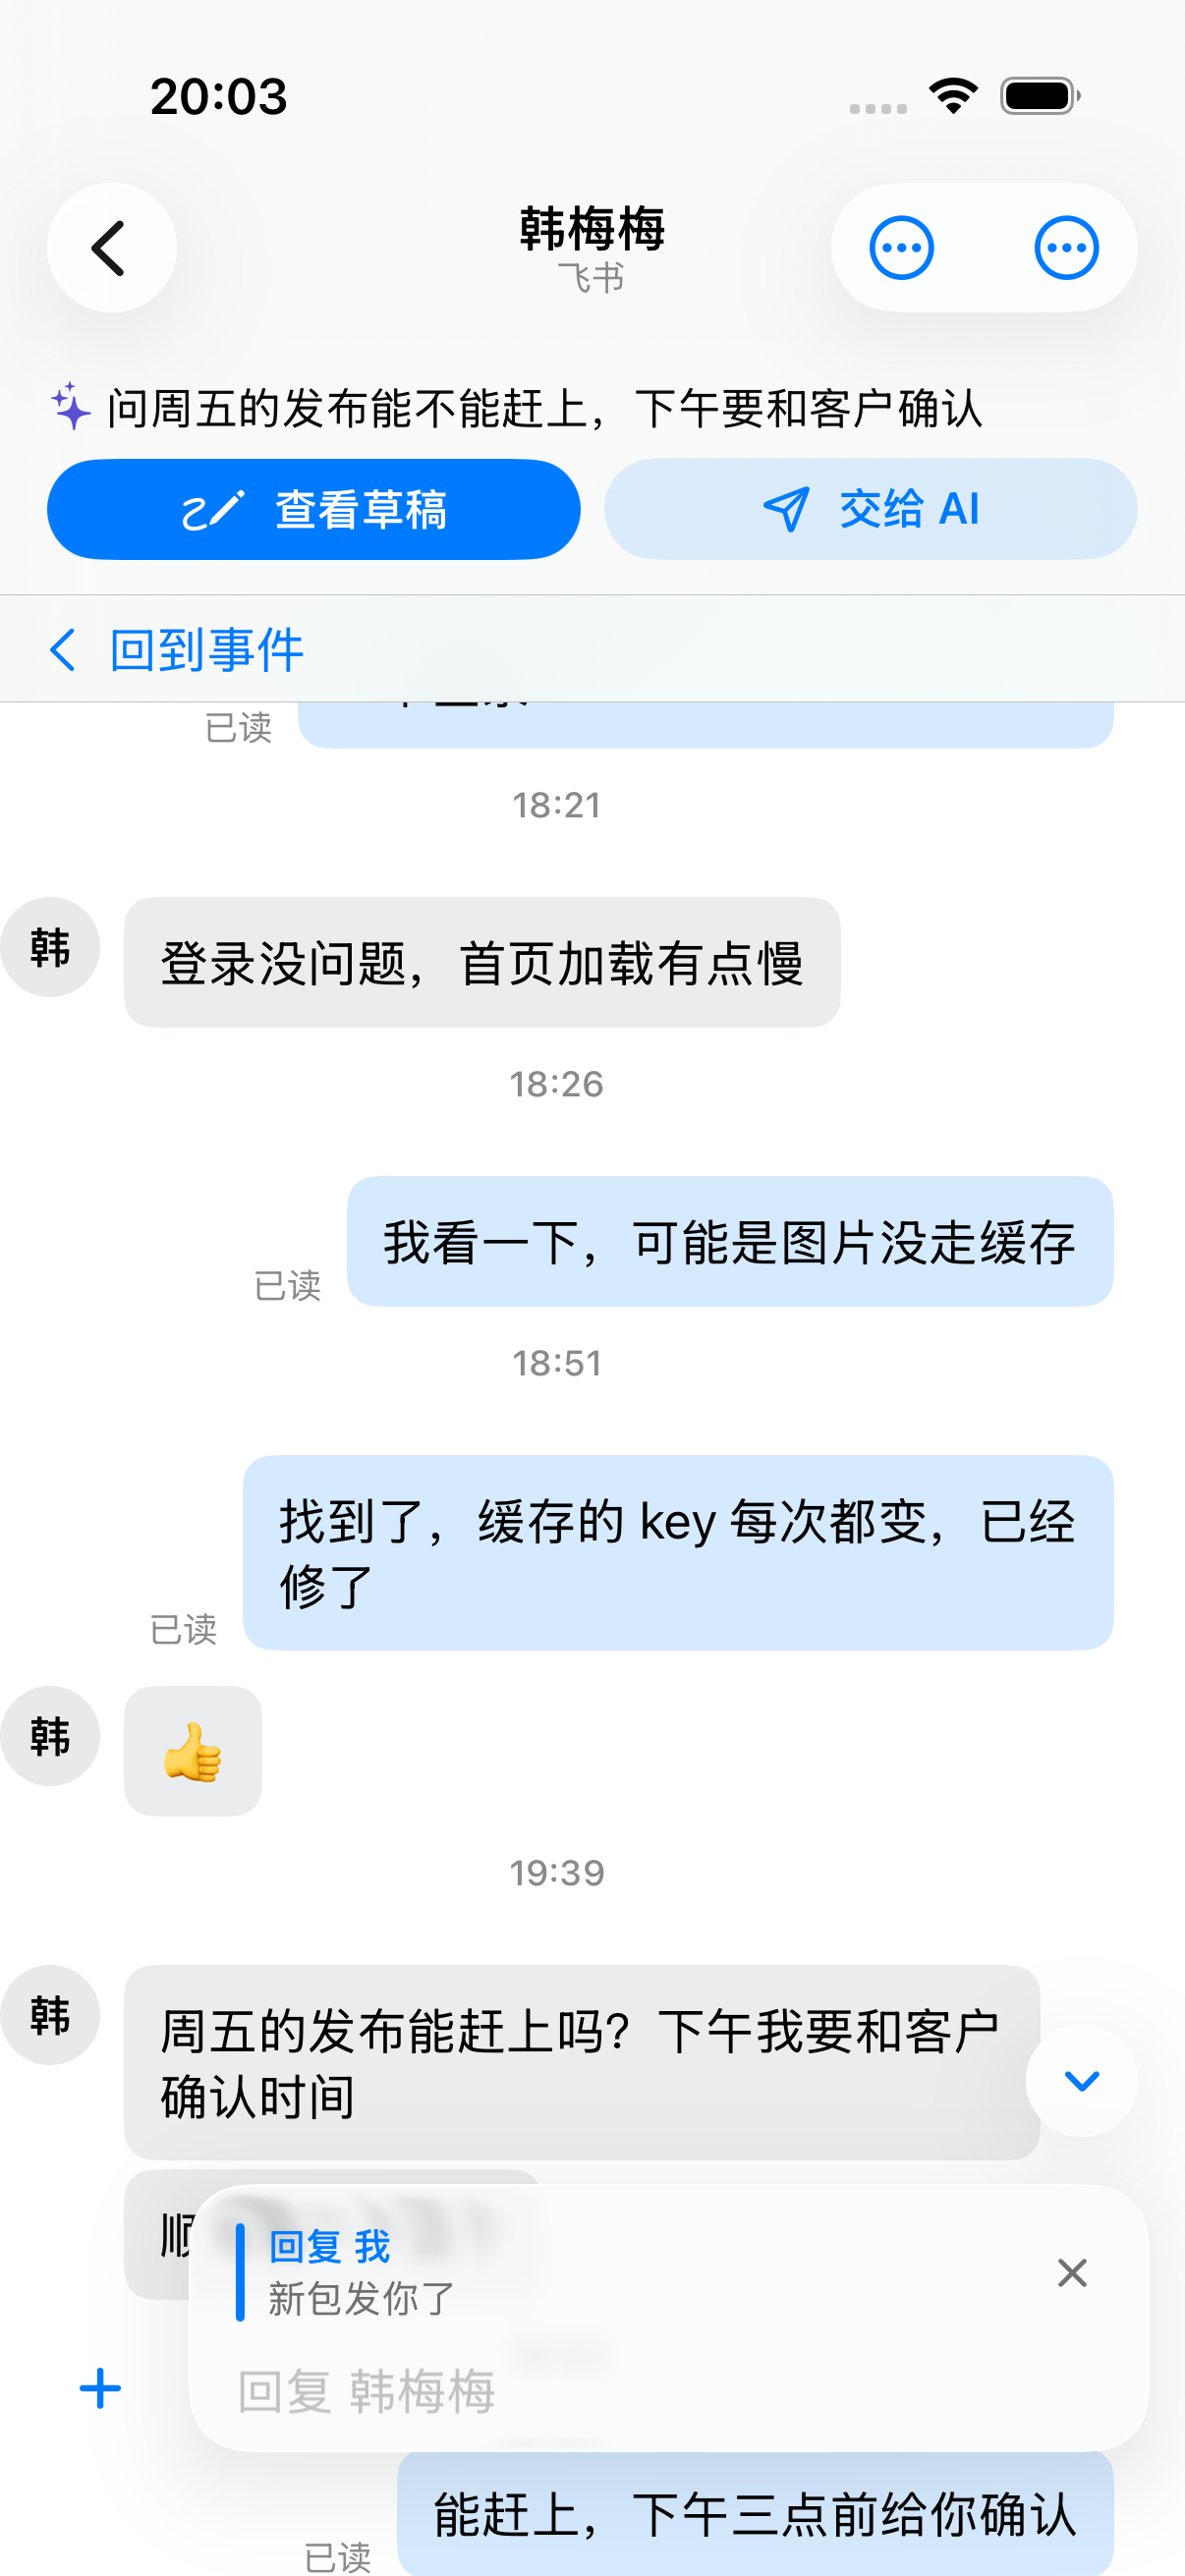 20:03
韩梅梅
飞书
问周五的发布能不能赶上，下午要和客户确认
查看草稿
交给 AI
回到事件
已读
18:21
韩
登录没问题，首页加载有点慢
18:26
我看一下，可能是图片没走缓存
已读
18:51
找到了，缓存的 key 每次都变，已经
修了
已读
韩
👍
19:39
韩
周五的发布能赶上吗？下午我要和客户
确认时间
顺
回复 我
新包发你了
回复 韩梅梅
能赶上，下午三点前给你确认
已读